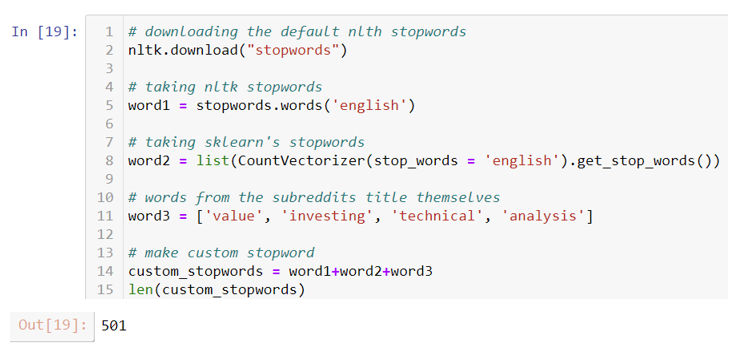 In [19]:
1 # downloading the default nlth stopwords
2 nltk.download("stopwords")
3
4 # taking nltk stopwords
5 word1 = stopwords.words('english')
6
7 # taking sklearn's stopwords
8 word2 = list(CountVectorizer(stop_words = 'english').get_stop_words())
9
10 # words from the subreddits title themselves
11 word3 = ['value', 'investing', 'technical', 'analysis']
12
13 # make custom stopword
14 custom_stopwords = word1+word2+word3
15 len(custom_stopwords)
Out[19]: 501